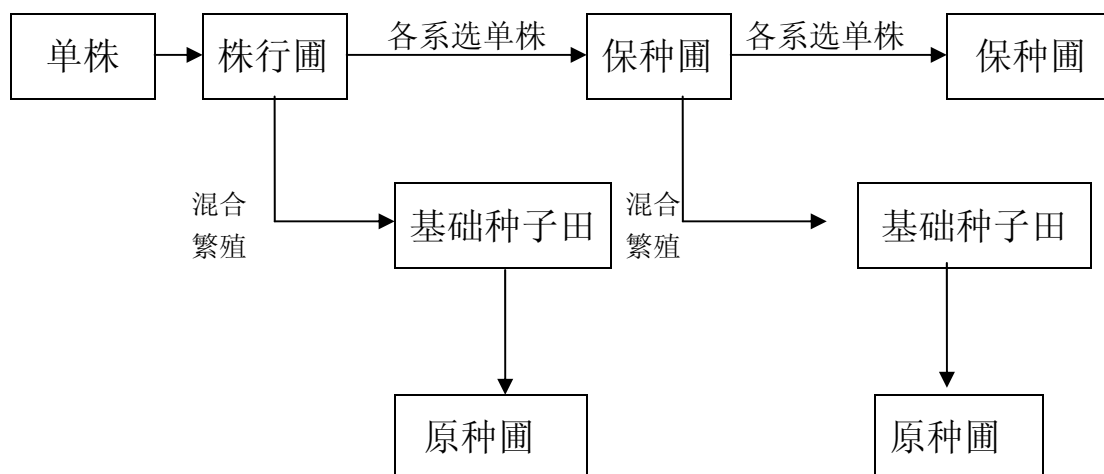 单株
株行圃
各系选单株
保种圃
各系选单株
保种圃
混合
繁殖
基础种子田
混合
繁殖
基础种子田
原种圃
原种圃